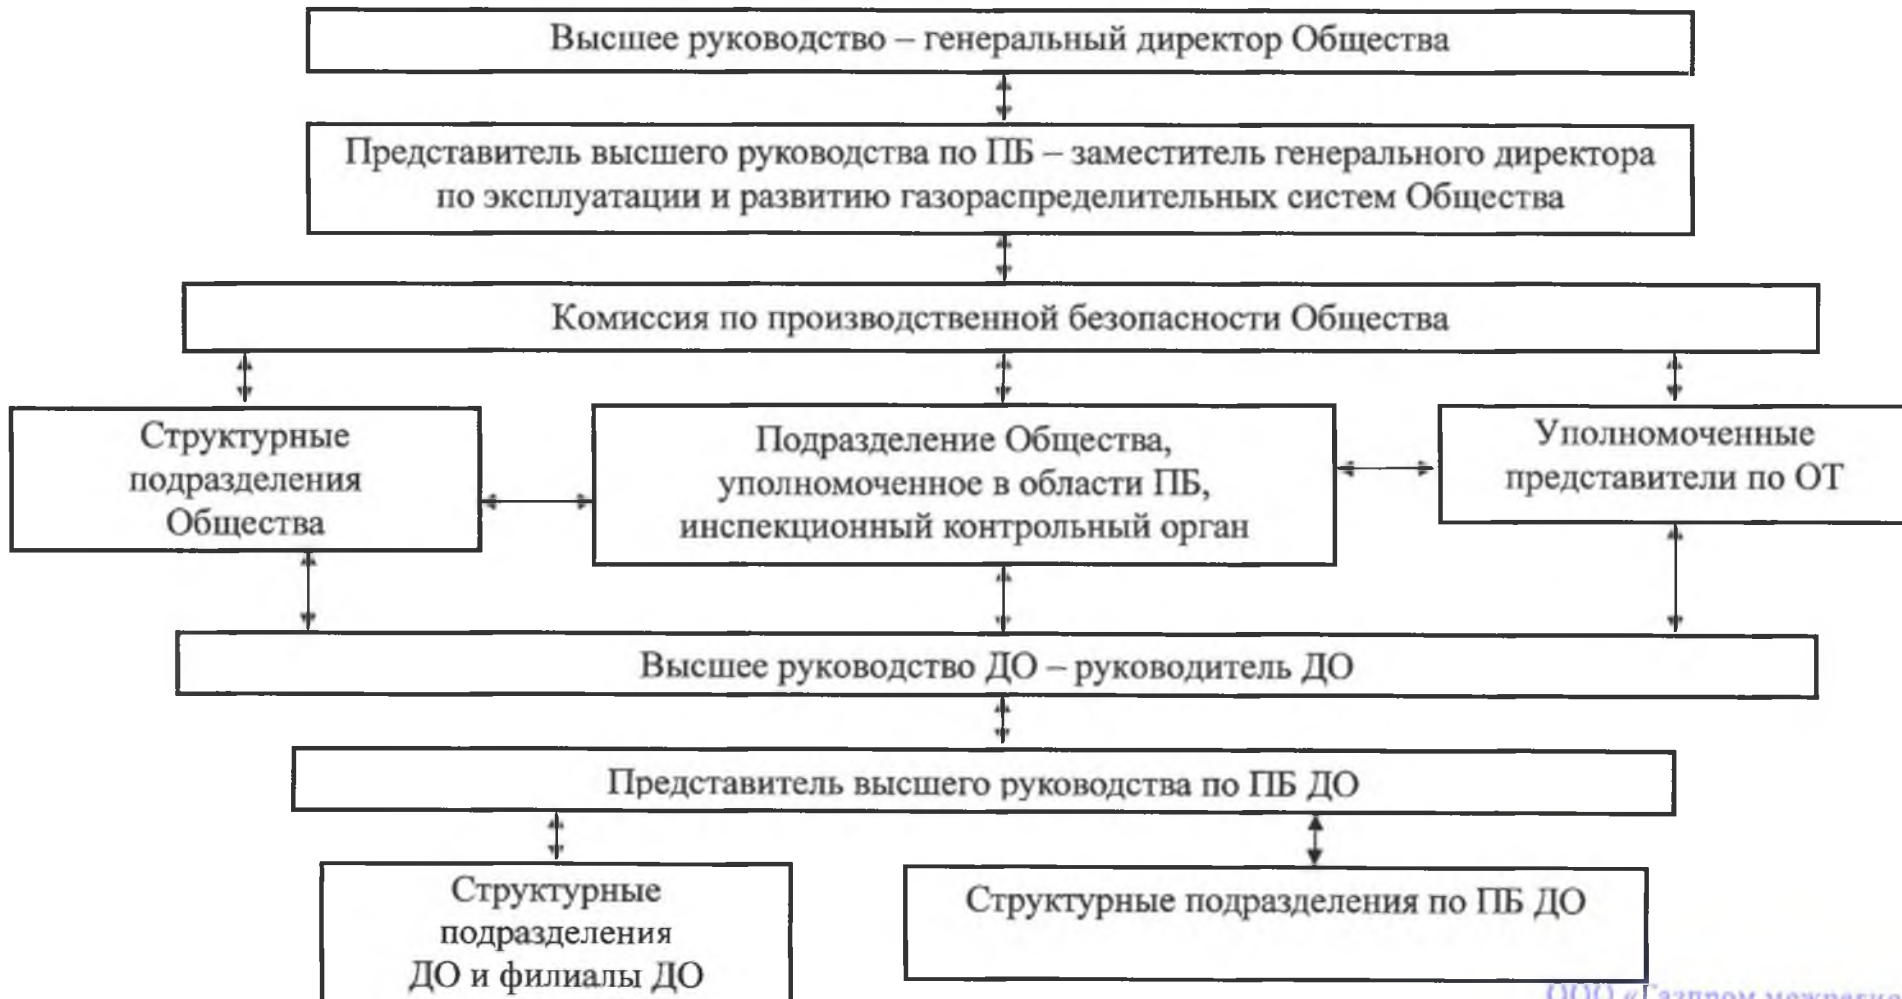 Высшее руководство – генеральный директор Общества
Представитель высшего руководства по ПБ – заместитель генерального директора
по эксплуатации и развитию газораспределительных систем Общества
Комиссия по производственной безопасности Общества
Структурные
подразделения
Общества
Подразделение Общества,
уполномоченное в области ПБ,
инспекционный контрольный орган
Уполномоченные
представители по ОТ
Высшее руководство ДО – руководитель ДО
Представитель высшего руководства по ПБ ДО
Структурные
подразделения
ДО и филиалы ДО
Структурные подразделения по ПБ ДО
ООО «Газпром